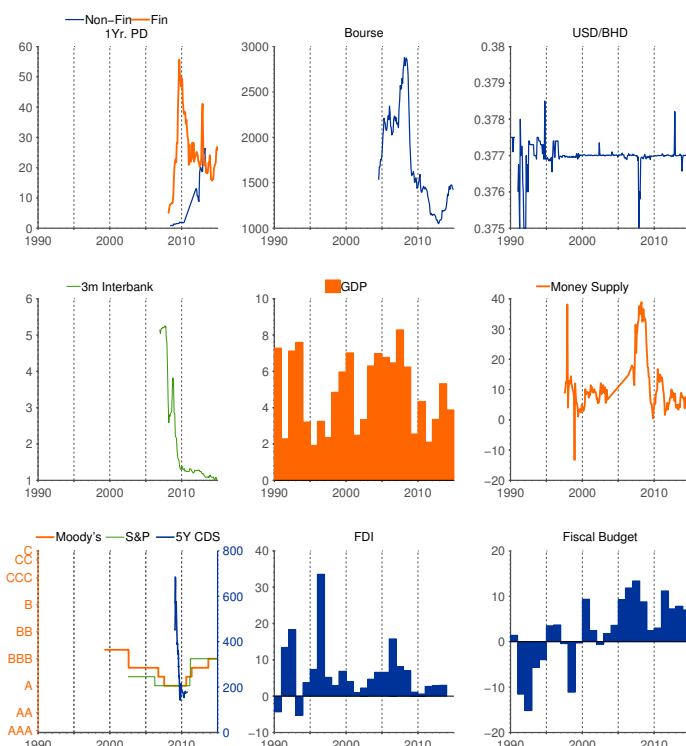 Non-Fin Fin
1Yr. PD Bourse USD/BHD
60 3000 0.38
50 0.379
40 2500 0.378
30 2000 0.377
20 1500 0.376
10
0 1000 0.375
1990 2000 2010 1990 2000 2010 1990 2000 2010
3m Interbank GDP Money Supply
6 10 40
5 8 30
4 6 20
3 4 10
2 2 0
−10
1 0 −20
1990 2000 2010 1990 2000 2010 1990 2000 2010
Moody's S&P 5Y CDS FDI Fiscal Budget
C 800 40 20
CC
CCC 600 30 10
B
BB 400 20 0
BBB 10
A 200 0 −10
AA
AAA 0 −10 −20
1990 2000 2010 1990 2000 2010 1990 2000 2010